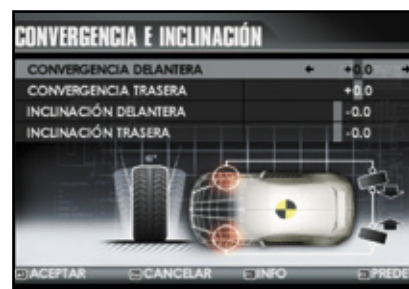 CONVERGENCIA E INCLINACIÓN
CONVERGENCIA DELANTERA +0.0
CONVERGENCIA TRASERA +0.0
INCLINACIÓN DELANTERA -0.0
INCLINACIÓN TRASERA -0.0
ACEPTAR CANCELAR INFO PREDE